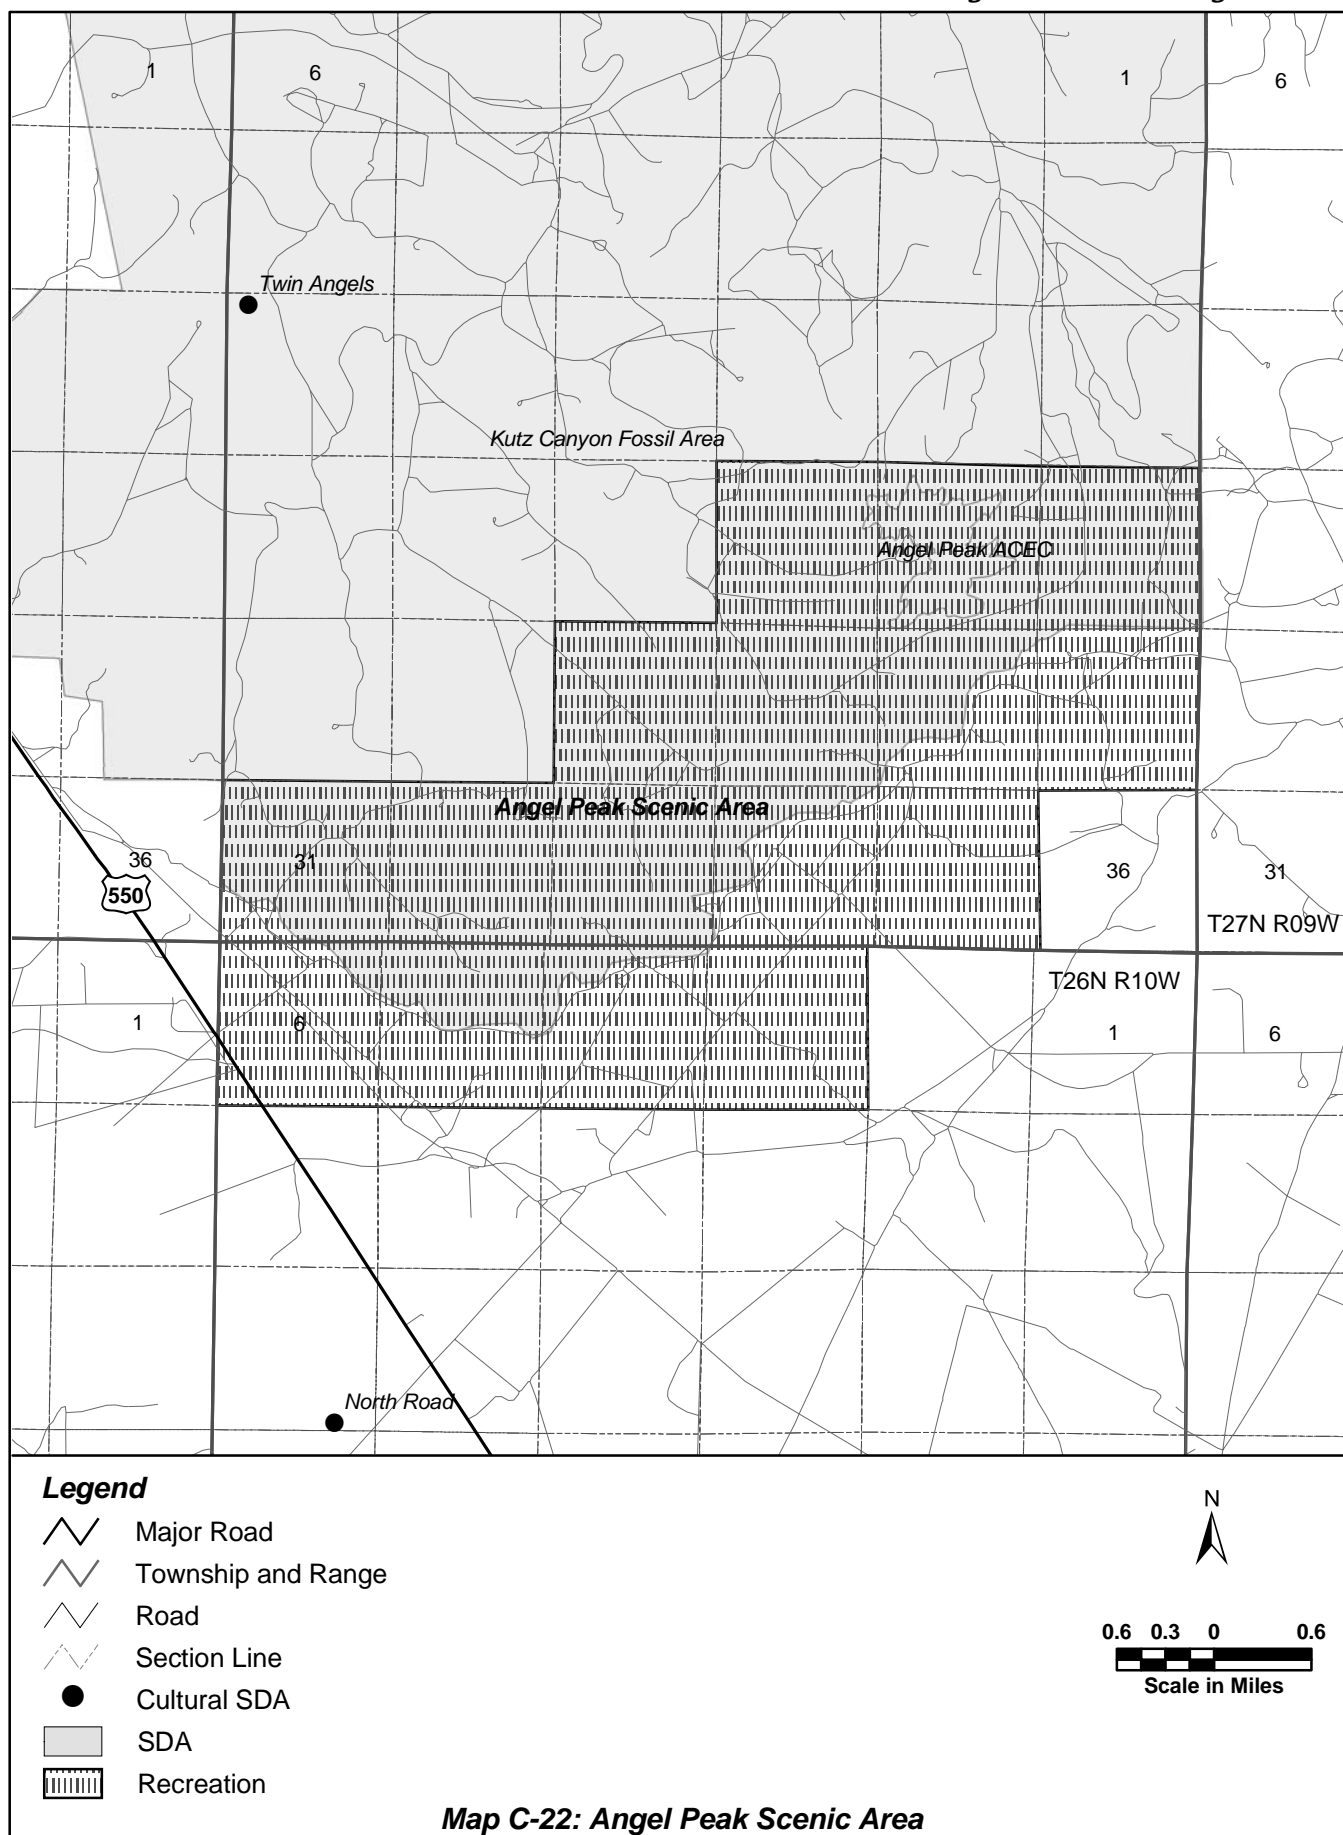 1
6
1
6
Twin Angels
Kutz Canyon Fossil Area
Angel Peak ACEC
Angel Peak Scenic Area
36
31
36
31
550
T27N R09W
T26N R10W
1
6
1
6
North Road
Legend
Major Road
Township and Range
Road
Section Line
Cultural SDA
SDA
Recreation
N
0.6 0.3 0 0.6
Scale in Miles
Map C-22: Angel Peak Scenic Area